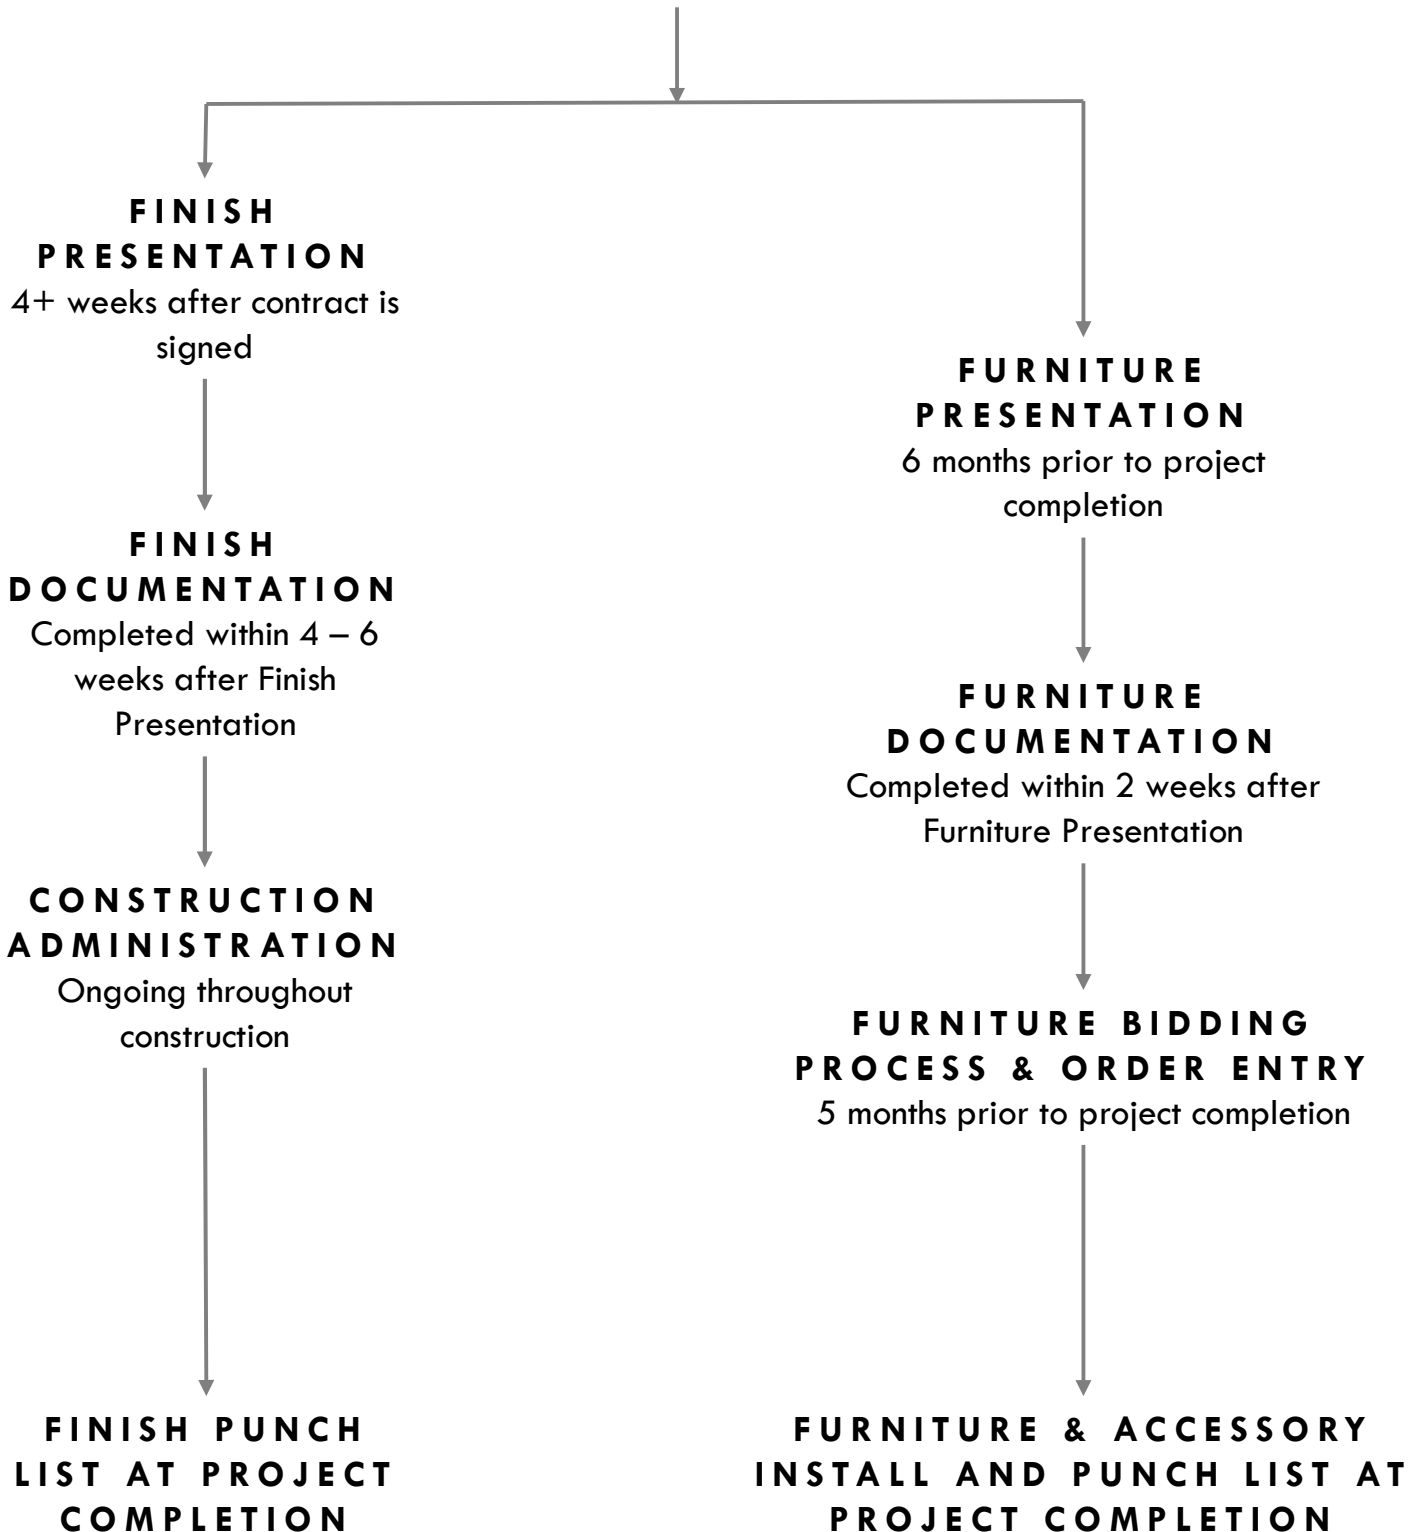 FINISH
PRESENTATION
4+ weeks after contract is
signed
FINISH
DOCUMENTATION
Completed within 4 – 6
weeks after Finish
Presentation
CONSTRUCTION
ADMINISTRATION
Ongoing throughout
construction
FINISH PUNCH
LIST AT PROJECT
COMPLETION
FURNITURE
PRESENTATION
6 months prior to project
completion
FURNITURE
DOCUMENTATION
Completed within 2 weeks after
Furniture Presentation
FURNITURE BIDDING
PROCESS & ORDER ENTRY
5 months prior to project completion
FURNITURE & ACCESSORY
INSTALL AND PUNCH LIST AT
PROJECT COMPLETION